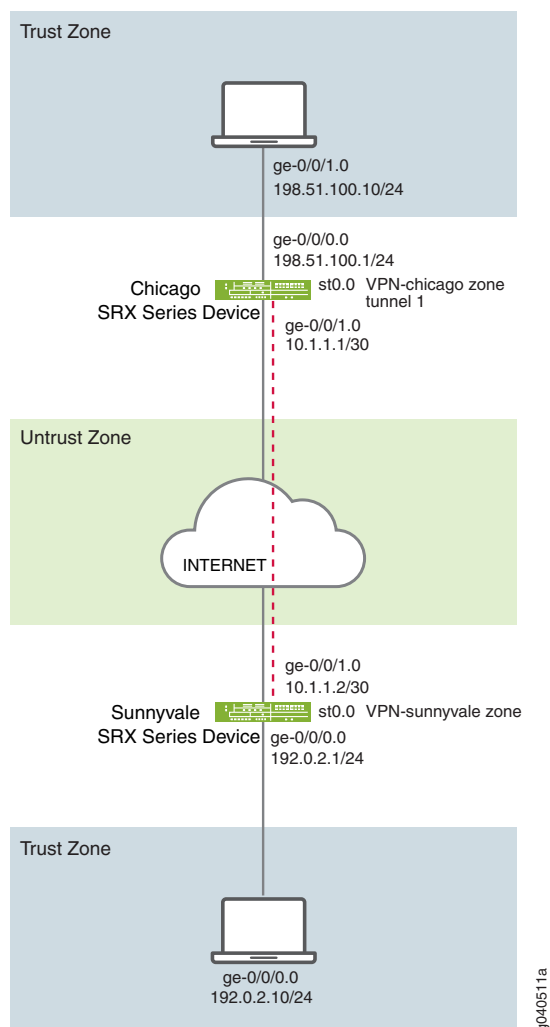 Trust Zone
ge-0/0/1.0
198.51.100.10/24
ge-0/0/0.0
198.51.100.1/24
Chicago
SRX Series Device
st0.0 VPN-chicago zone
tunnel 1
ge-0/0/1.0
10.1.1.1/30
Untrust Zone
INTERNET
ge-0/0/1.0
10.1.1.2/30
Sunnyvale
SRX Series Device
st0.0 VPN-sunnyvale zone
ge-0/0/0.0
192.0.2.1/24
Trust Zone
ge-0/0/0.0
192.0.2.10/24
g040511a